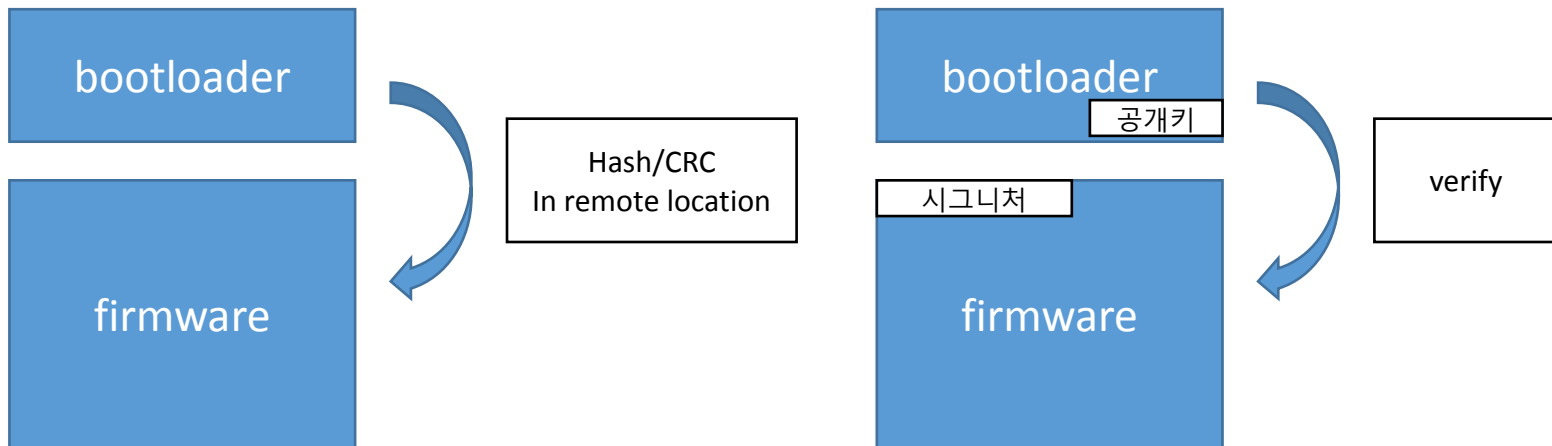 bootloader
Hash/CRC
In remote location
firmware
bootloader
공개키
시그니처
verify
firmware